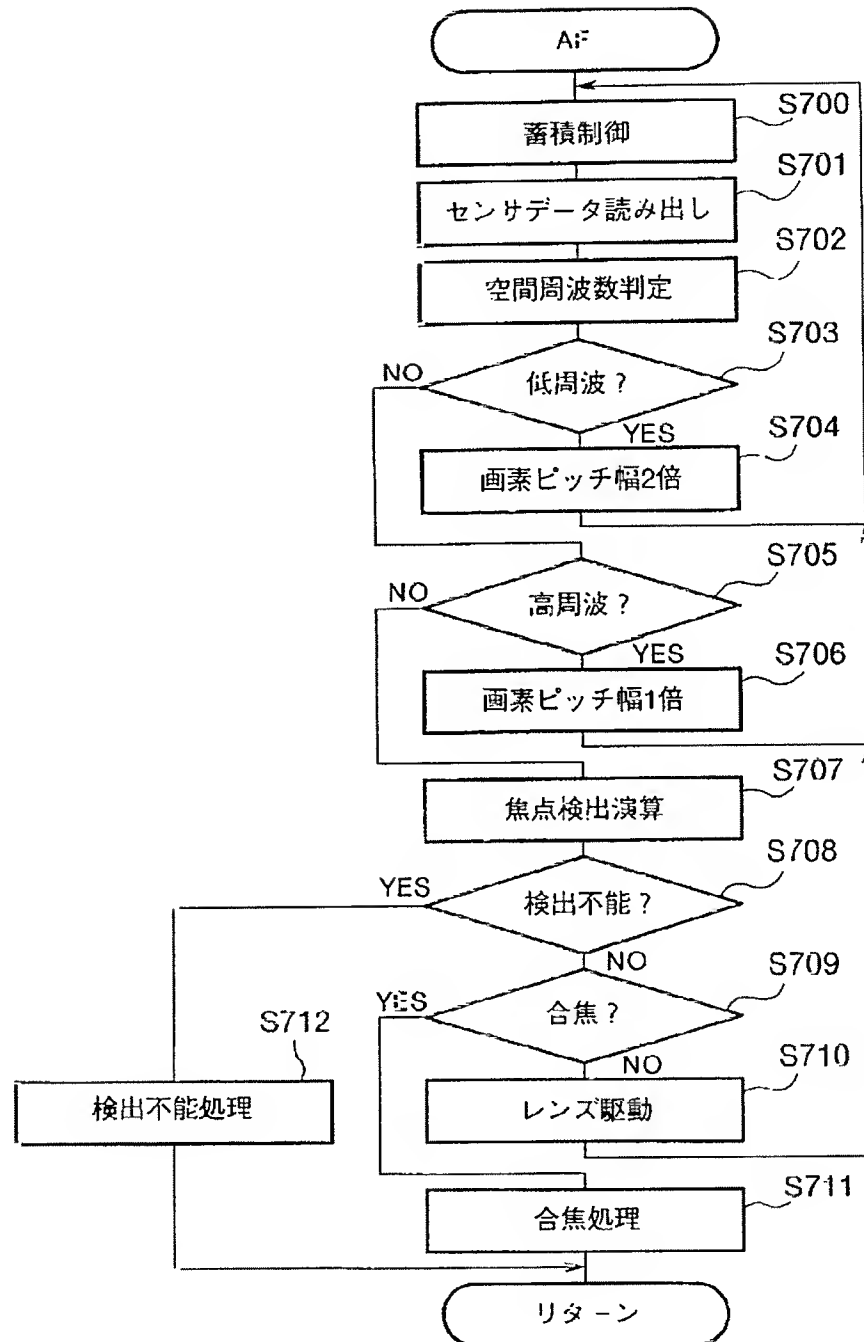 AF
S700
蓄積制御
S701
センサデータ読み出し
S702
空間周波数判定
S703
NO
低周波?
YES
S704
画素ピッチ幅2倍
S705
NO
高周波?
YES
S706
画素ピッチ幅1倍
S707
焦点検出演算
S708
YES
検出不能?
NO
S709
YES
合焦?
S712
NO
S710
検出不能処理
レンズ駆動
S711
合焦処理
リターン